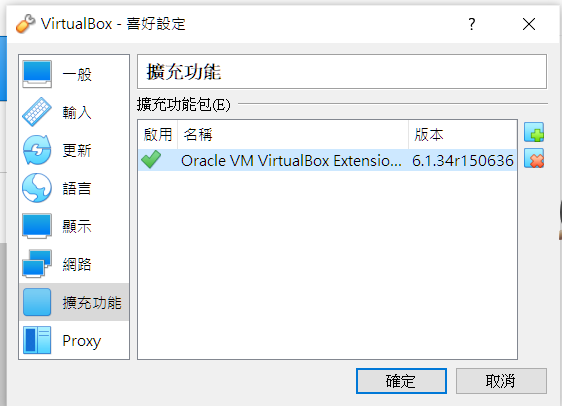 VirtualBox - 喜好設定
一般
輸入
更新
語言
顯示
網路
擴充功能
Proxy
擴充功能
擴充功能包(E)
啟用 名稱 版本
Oracle VM VirtualBox Extensio... 6.1.34r150636
確定 取消